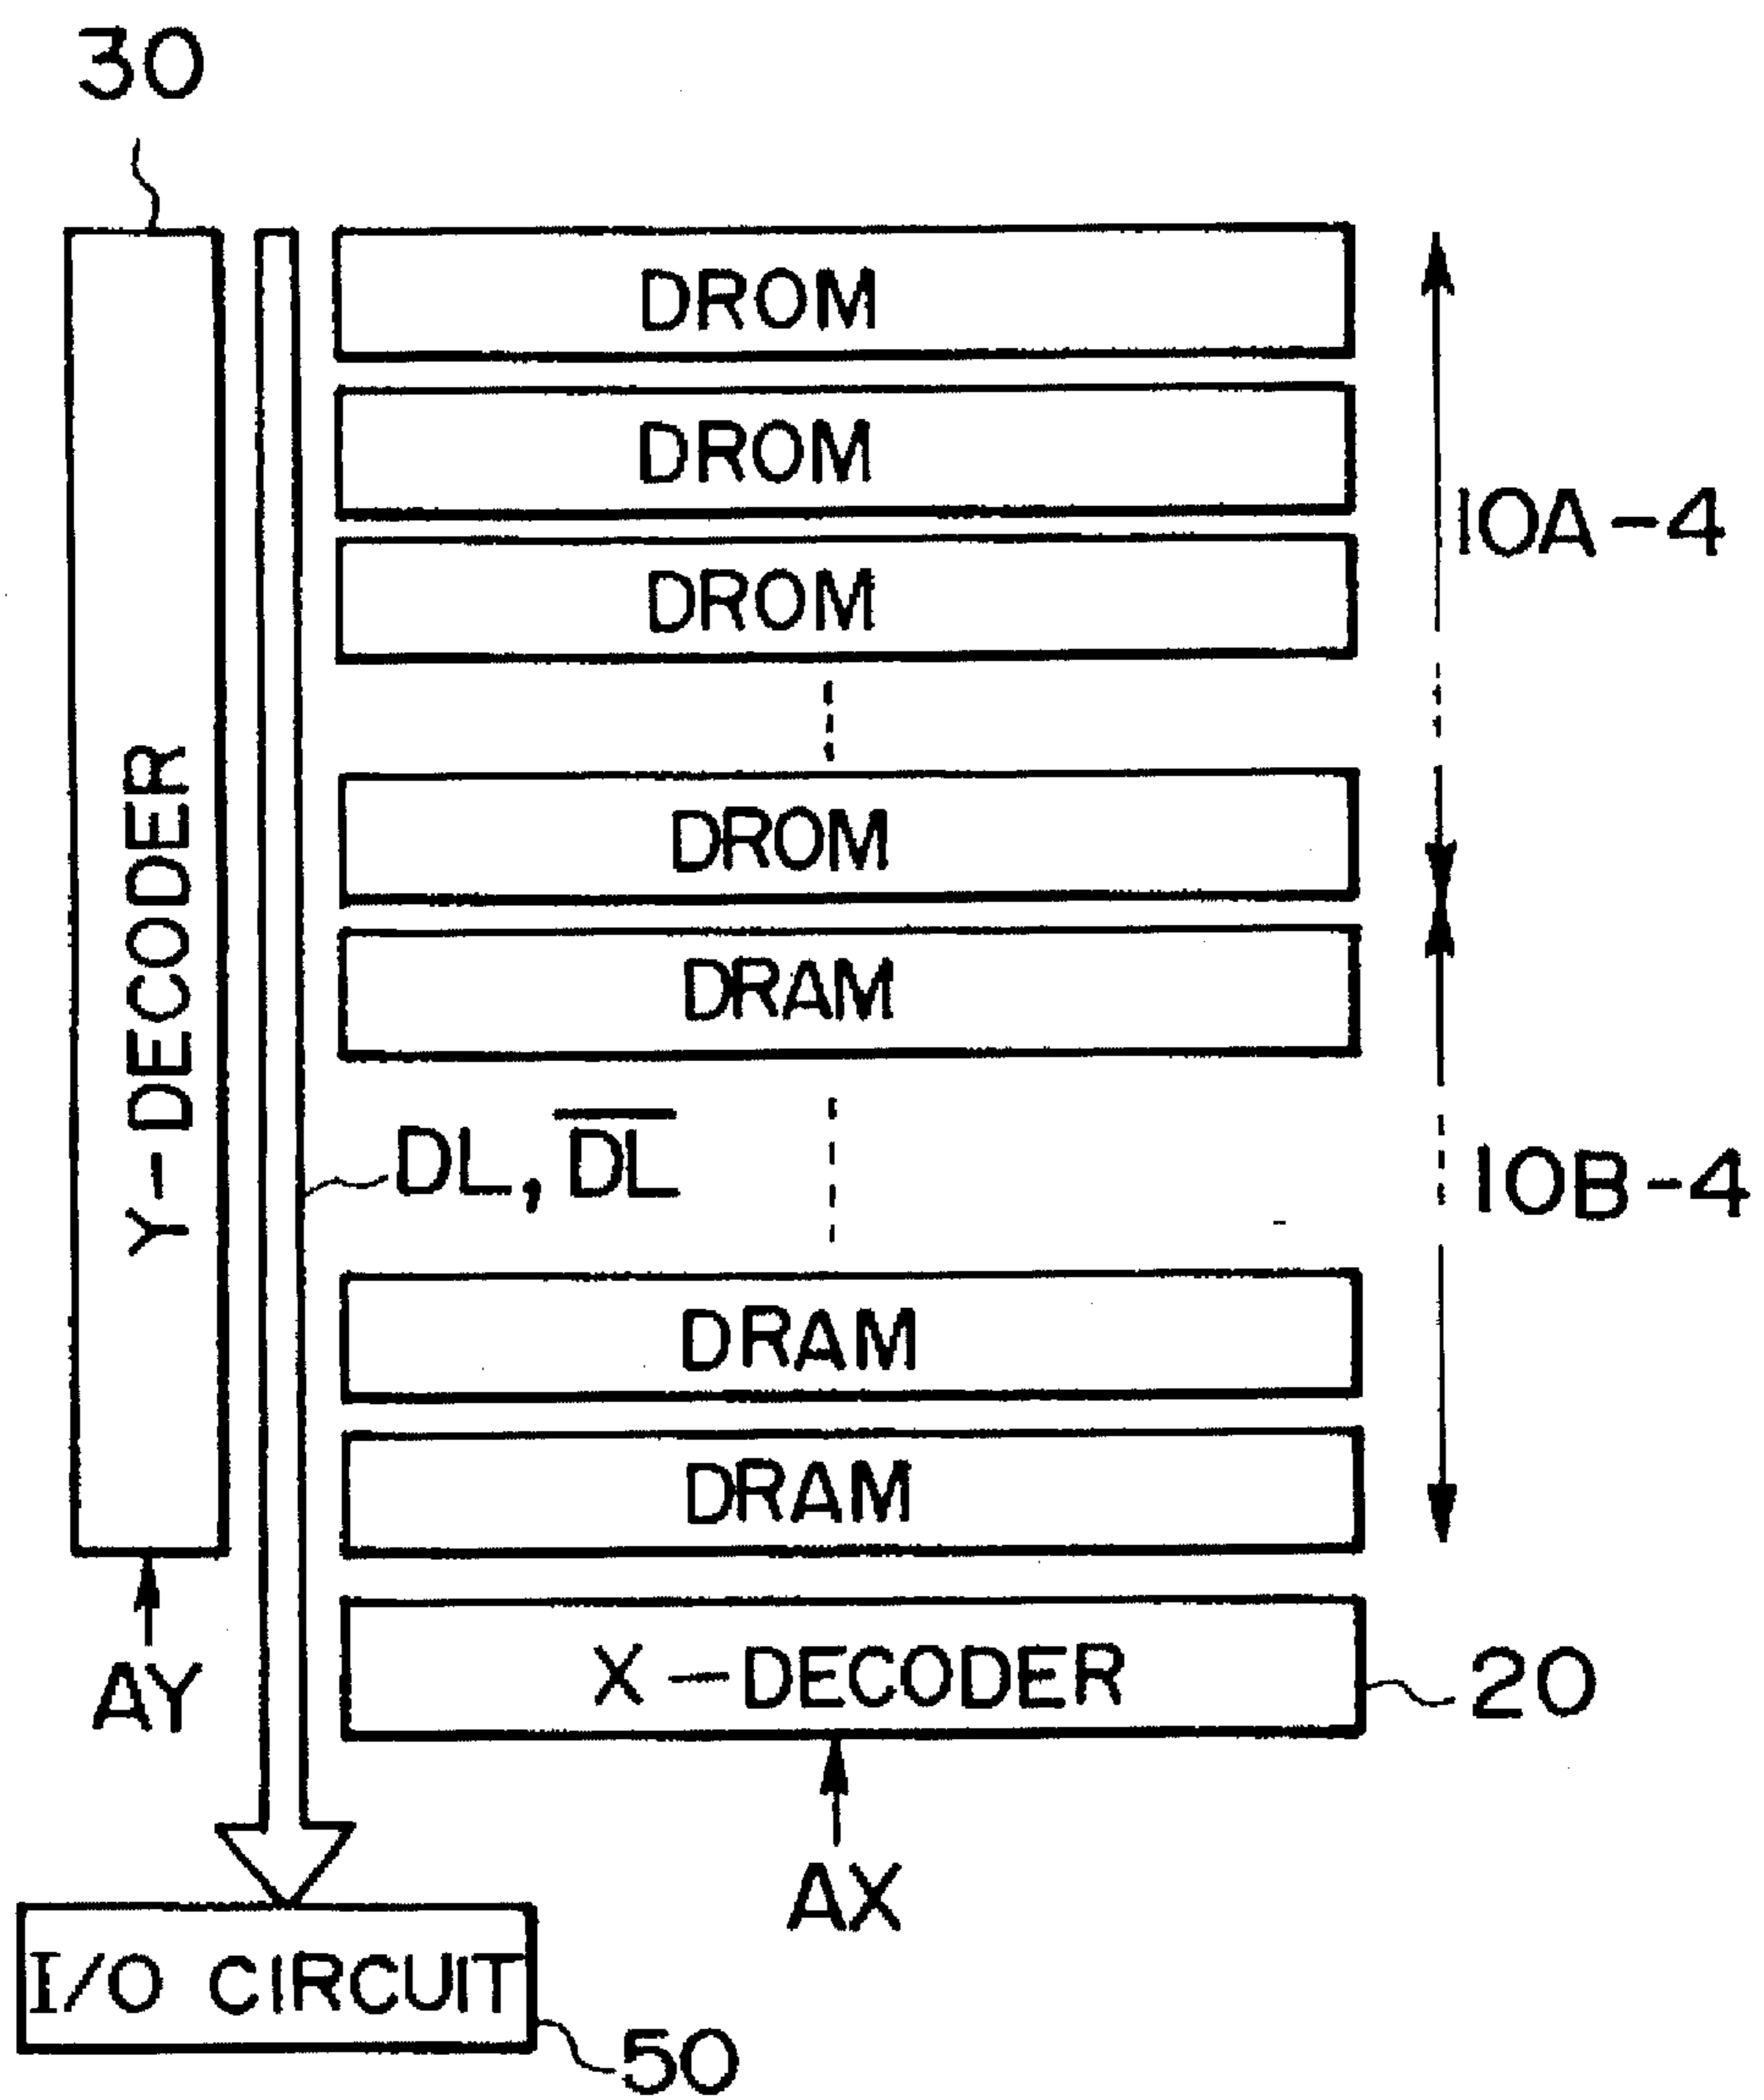 30
DROM
DROM
10A-4
DROM
DROM
Y-DECODER
DRAM
DL, D̅L̅
10B-4
DRAM
DRAM
X-DECODER
20
AY
AX
I/O CIRCUIT
50